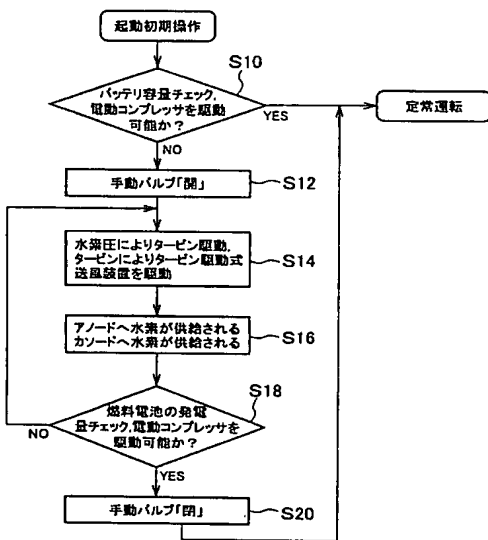 起動初期操作
S10
バッテリ容量チェック,
電動コンプレッサを駆動
可能か？
YES
定常運転
NO
手動バルブ「開」
S12
水素圧によりタービン駆動,
タービンによりタービン駆動式
送風装置を駆動
S14
アノードへ水素が供給される
カソードへ水素が供給される
S16
S18
燃料電池の発電
量チェック,電動コンプレッサを
駆動可能か？
NO
YES
手動バルブ「閉」
S20